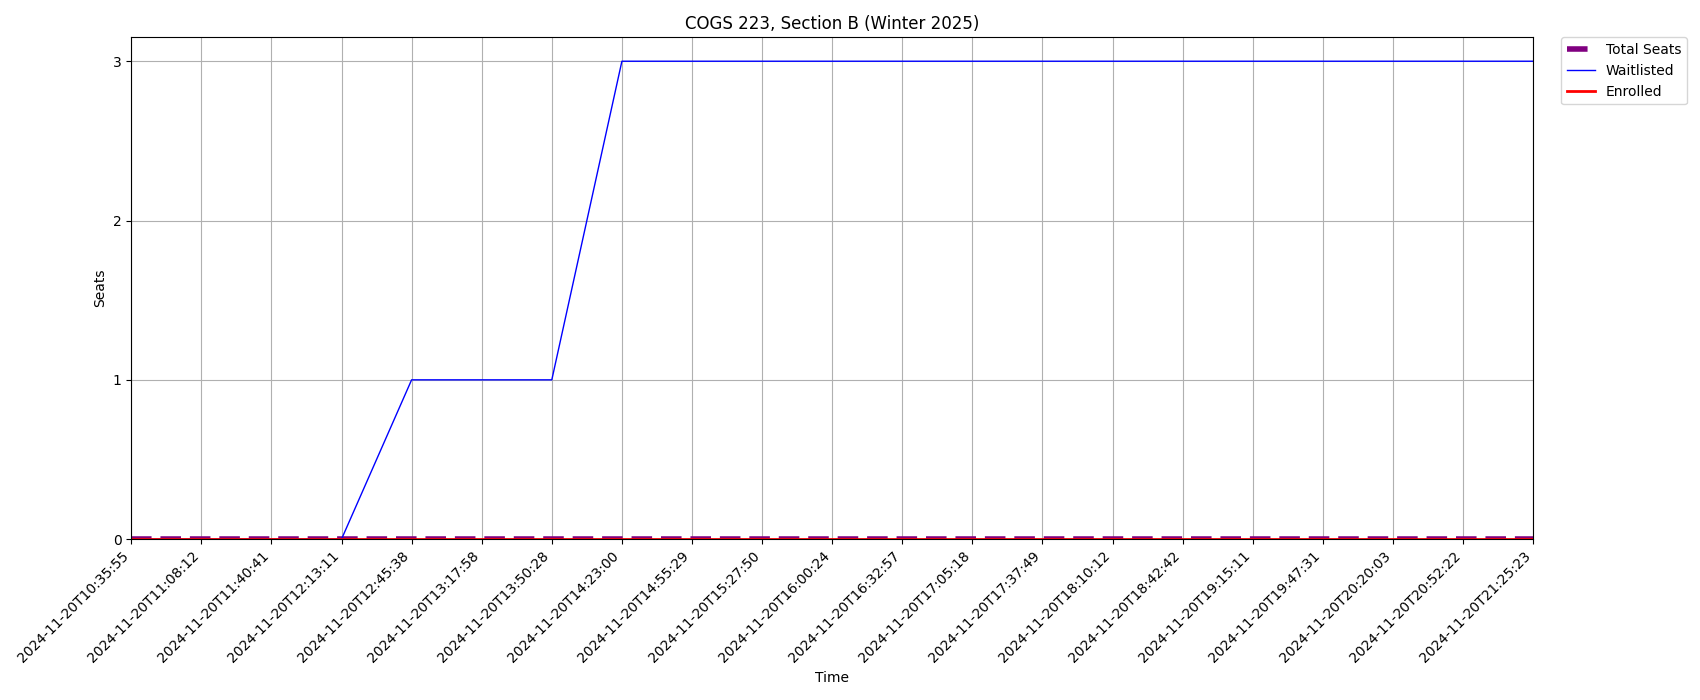 COGS 223, Section B (Winter 2025)
Total Seats
Waitlisted
Enrolled
Seats
3
2
1
0
2024-11-20T10:35:55
2024-11-20T11:08:12
2024-11-20T11:40:41
2024-11-20T12:13:11
2024-11-20T12:45:38
2024-11-20T13:17:58
2024-11-20T13:50:28
2024-11-20T14:23:00
2024-11-20T14:55:29
2024-11-20T15:27:50
2024-11-20T16:00:24
2024-11-20T16:32:57
2024-11-20T17:05:18
2024-11-20T17:37:49
2024-11-20T18:10:12
2024-11-20T18:42:42
2024-11-20T19:15:11
2024-11-20T19:47:31
2024-11-20T20:20:03
2024-11-20T20:52:22
2024-11-20T21:25:23
Time